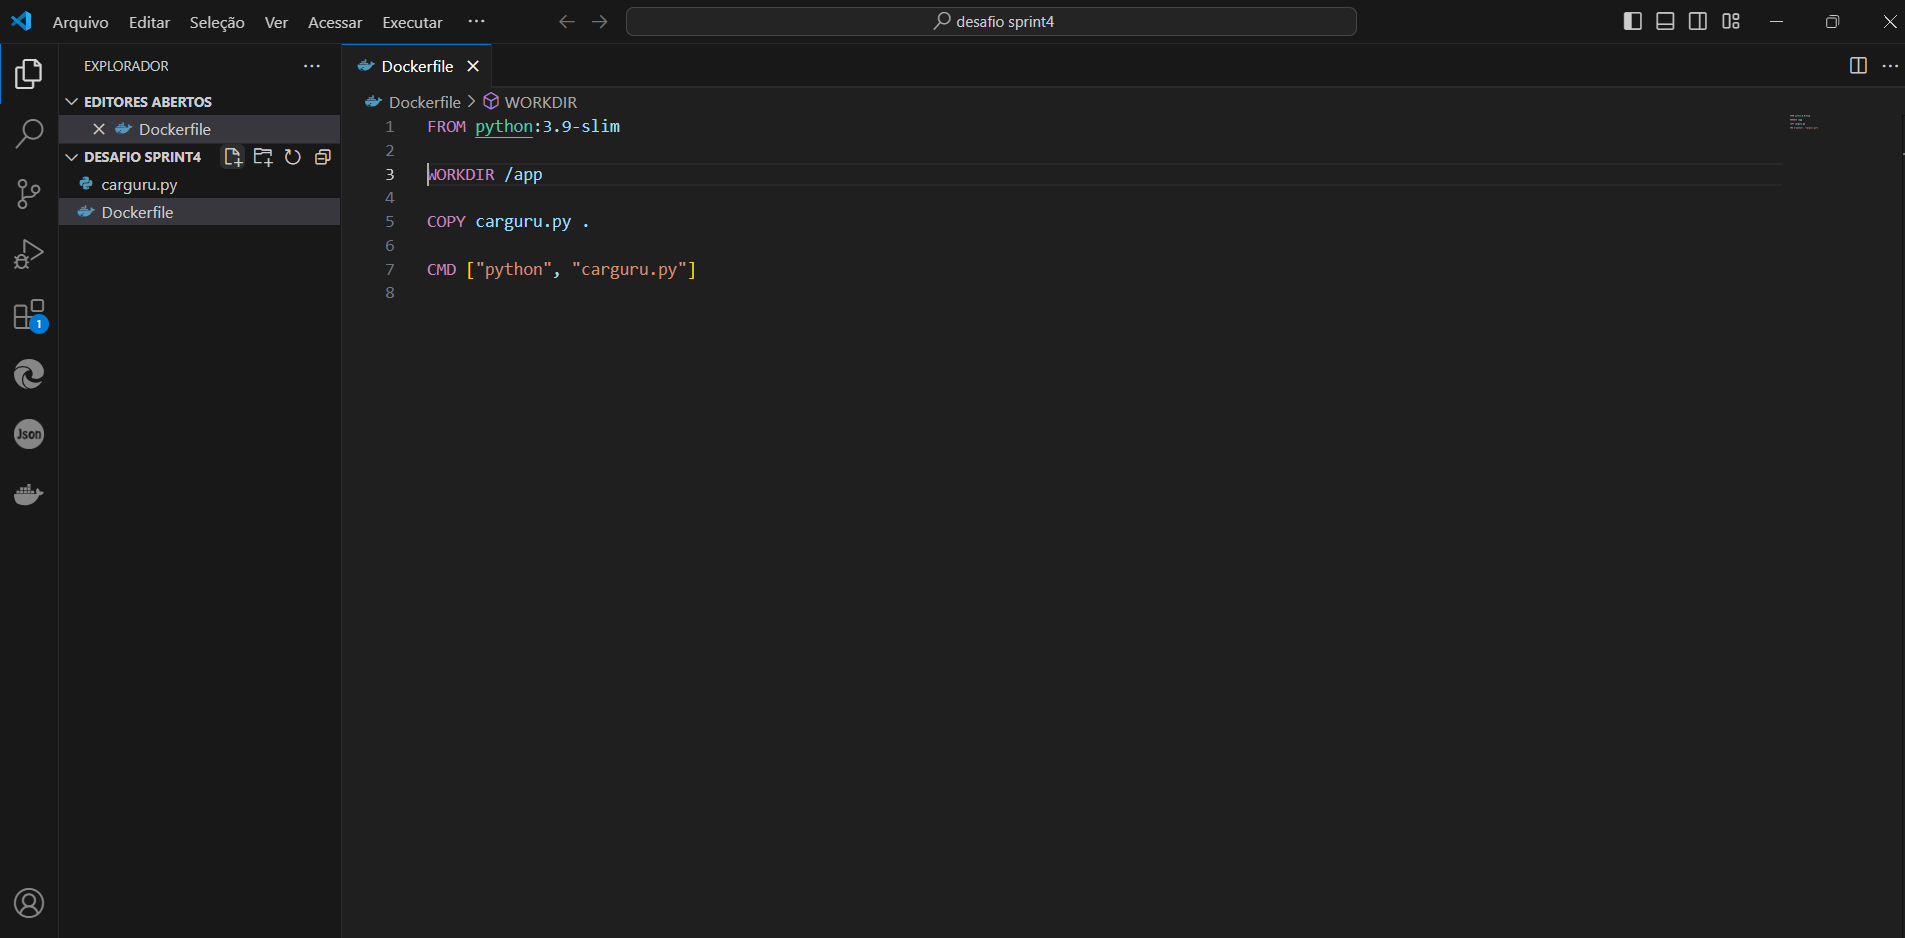 Arquivo Editar Seleção Ver Acessar Executar ··· desafio sprint4
EXPLORADOR
EDITORES ABERTOS
Dockerfile
DESAFIO SPRINT4
carguru.py
Dockerfile
1
Json
Dockerfile
Dockerfile > WORKDIR
1 FROM python:3.9-slim
2
3 WORKDIR /app
4
5 COPY carguru.py .
6
7 CMD ["python", "carguru.py"]
8